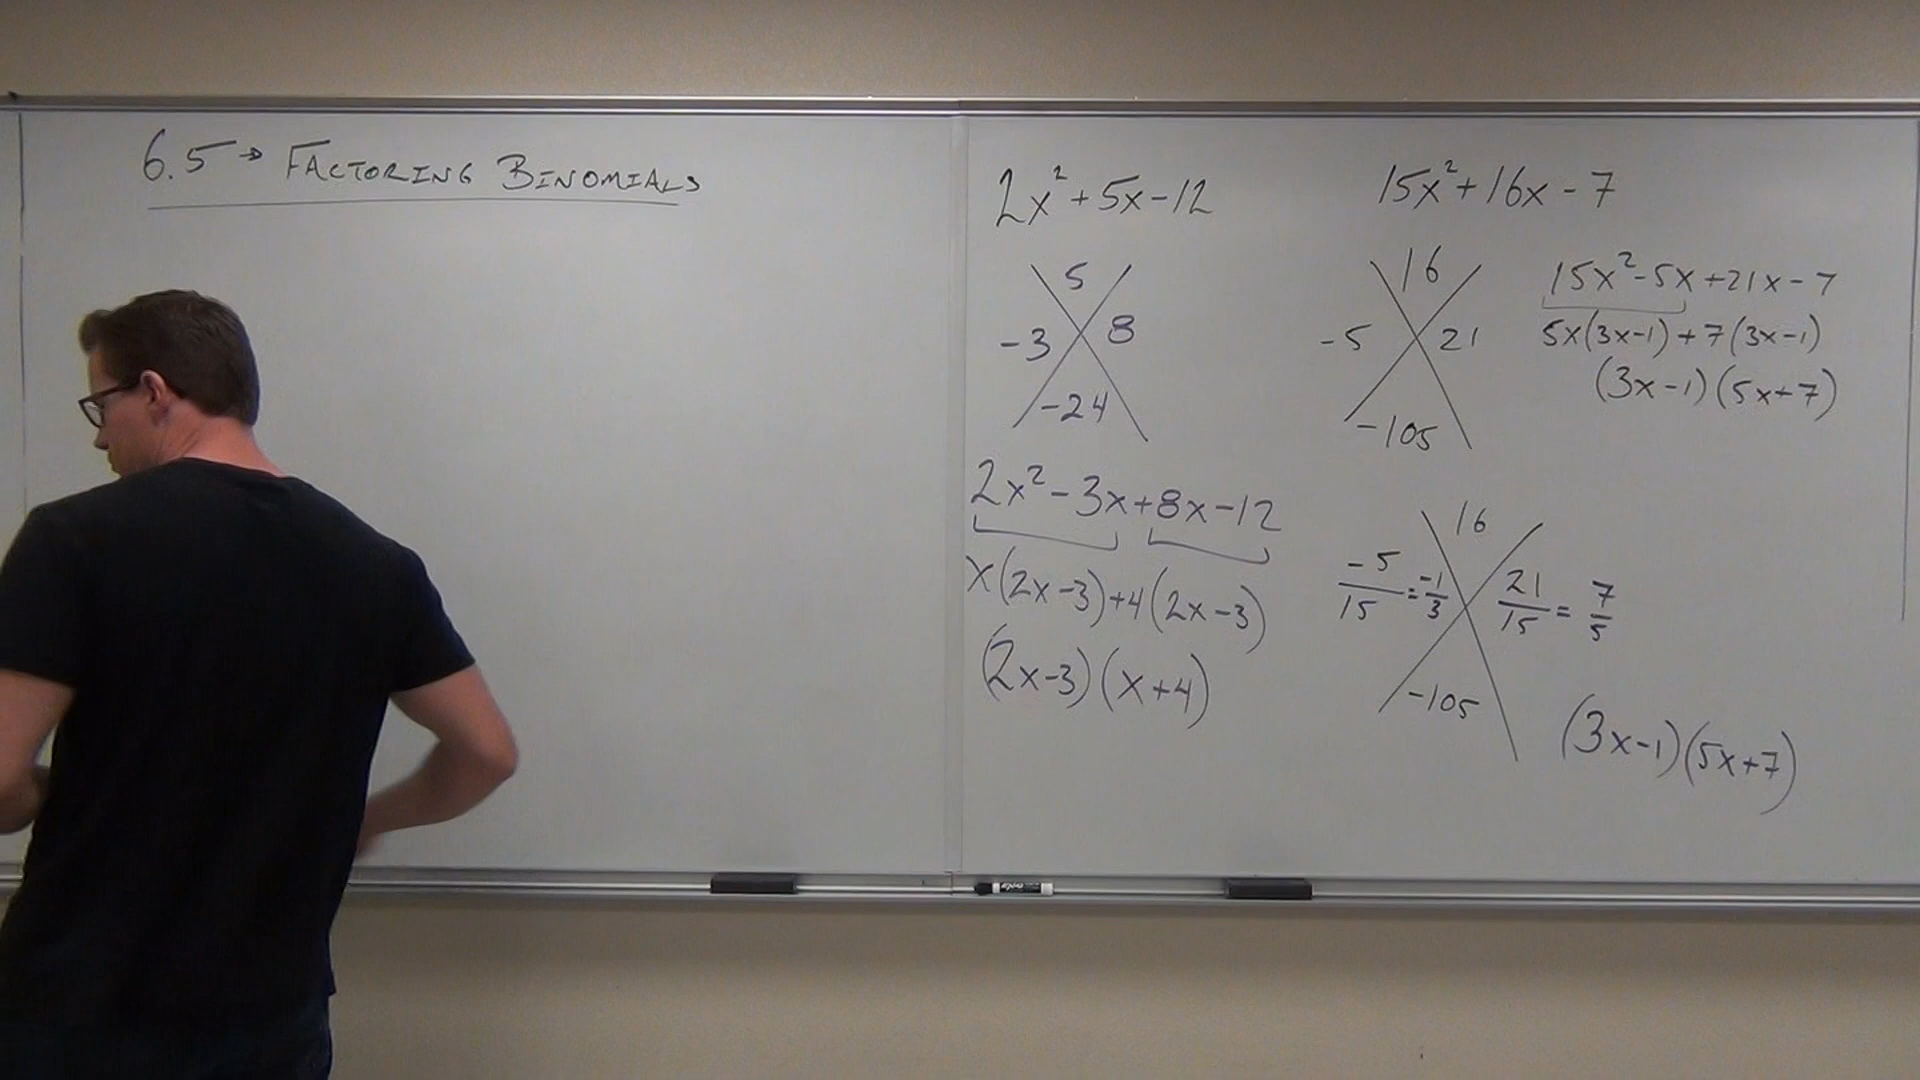 6.5 → FACTORING BINOMIALS
2x² + 5x - 12
5
-3 8
-24
2x² - 3x + 8x - 12
x(2x - 3) + 4(2x - 3)
(2x - 3)(x + 4)
15x² + 16x - 7
16
-5 21
-105
15x² - 5x + 21x - 7
5x(3x - 1) + 7(3x - 1)
(3x - 1)(5x + 7)
16
-5/15 = -1/3 21/15 = 7/5
-105
(3x - 1)(5x + 7)
EXPO